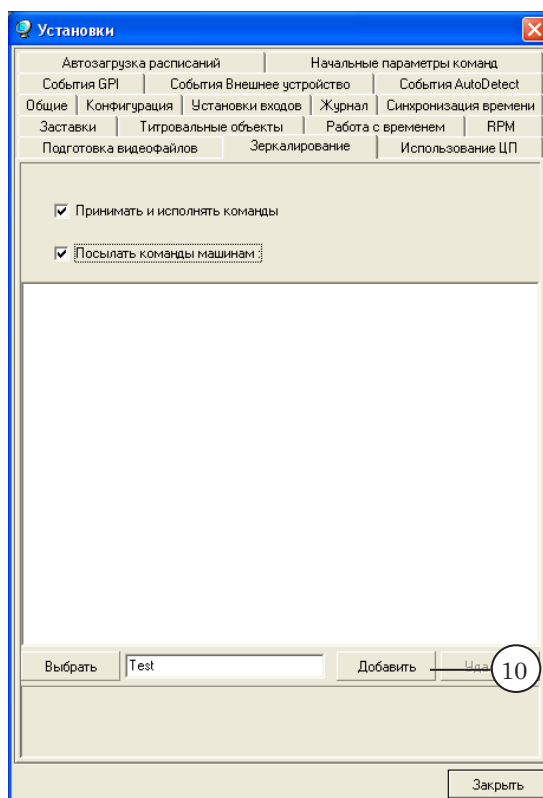 Установки
Автозагрузка расписаний Начальные параметры команд
События GPI События Внешнее устройство События AutoDetect
Общие Конфигурация Установки входов Журнал Синхронизация времени
Заставки Титровальные объекты Работа с временем RPM
Подготовка видеофайлов Зеркалирование Использование ЦП
Принимать и исполнять команды
Посылать команды машинам :
Выбрать Test Добавить 10
Закрыть